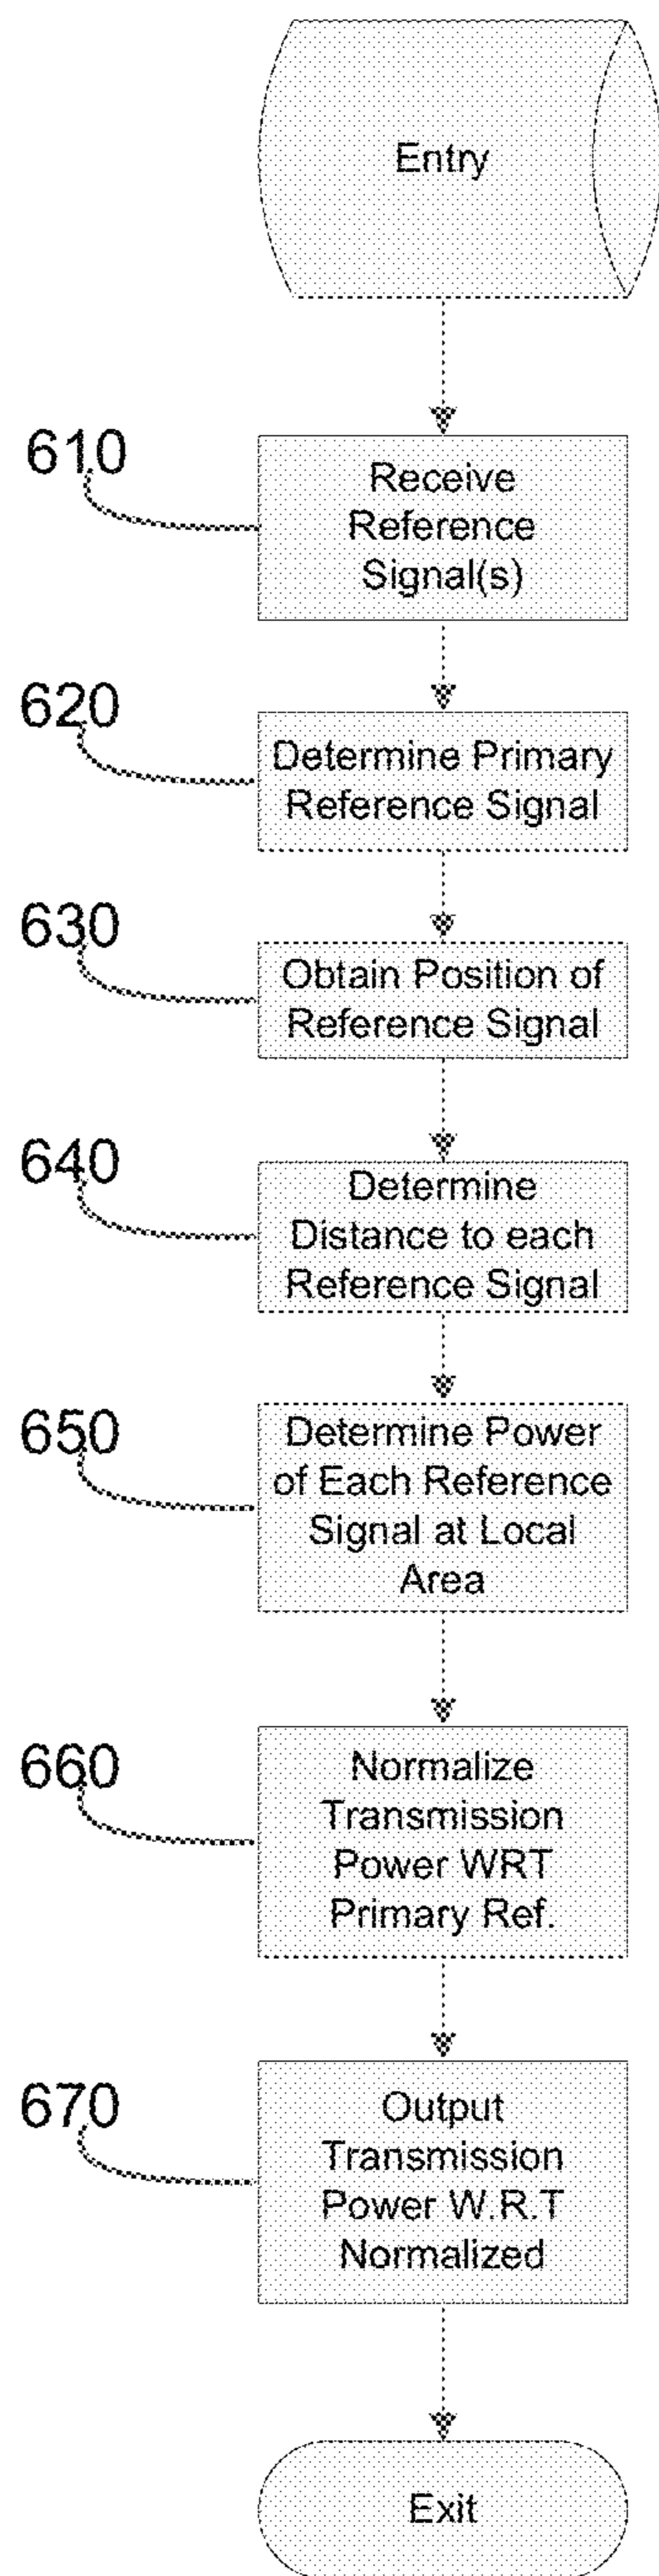 Entry
610
Receive
Reference
Signal(s)
620
Determine Primary
Reference Signal
630
Obtain Position of
Reference Signal
640
Determine
Distance to each
Reference Signal
650
Determine Power
of Each Reference
Signal at Local
Area
660
Normalize
Transmission
Power WRT
Primary Ref.
670
Output
Transmission
Power W.R.T
Normalized
Exit